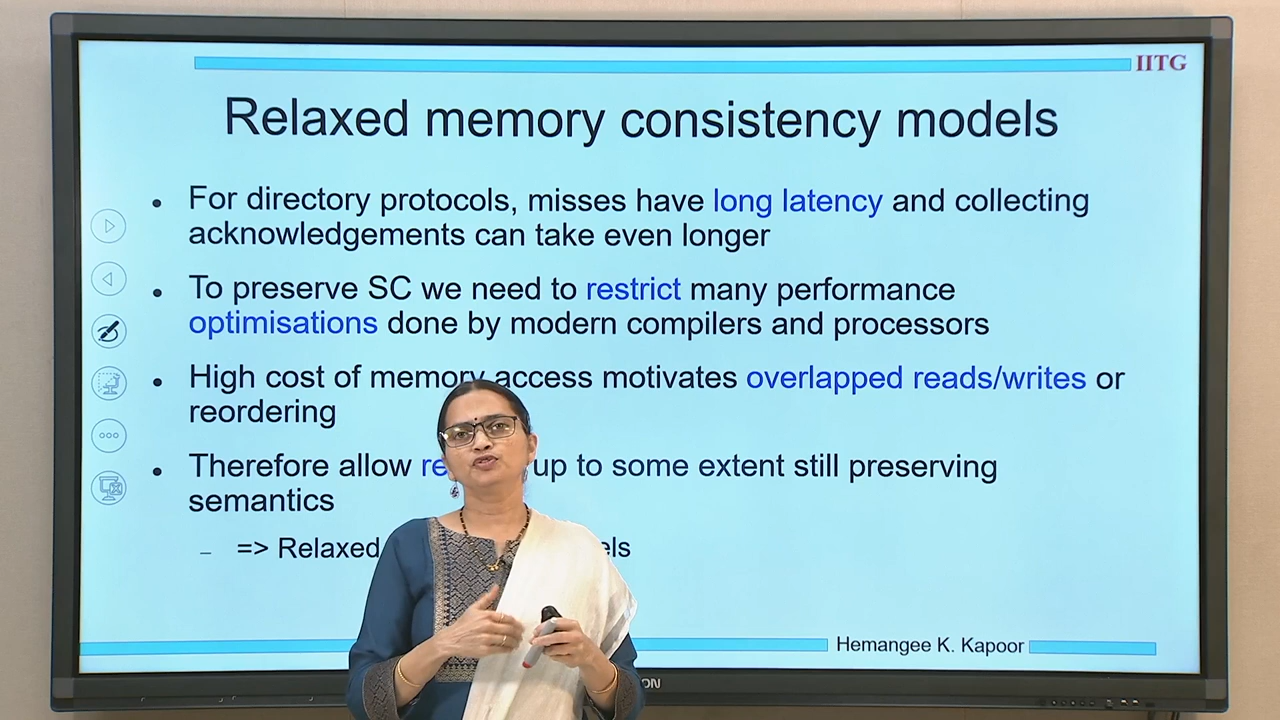 IITG
Relaxed memory consistency models
• For directory protocols, misses have long latency and collecting
acknowledgements can take even longer
• To preserve SC we need to restrict many performance
optimisations done by modern compilers and processors
• High cost of memory access motivates overlapped reads/writes or
reordering
• Therefore allow up to some extent still preserving
semantics
– => Relaxed
Hemangee K. Kapoor